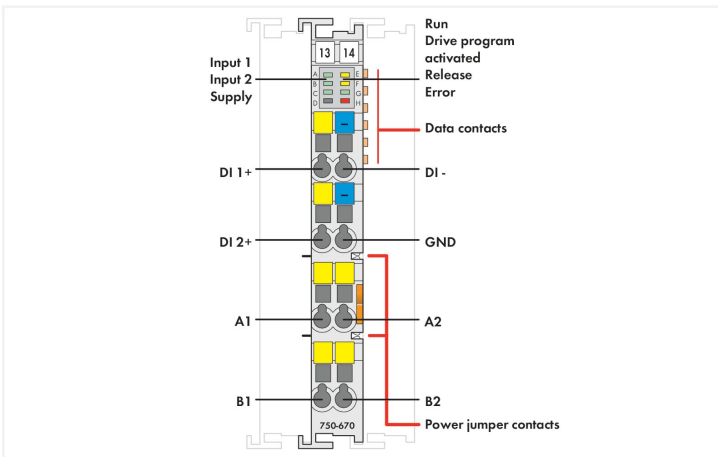 Run
Drive program
activated
Release
Error
Input 1
Input 2
Supply
13 14
A E
B F
C G
D H
Data contacts
-
DI 1+
DI -
-
DI 2+
GND
A1
A2
B1
B2
750-670
Power jumper contacts